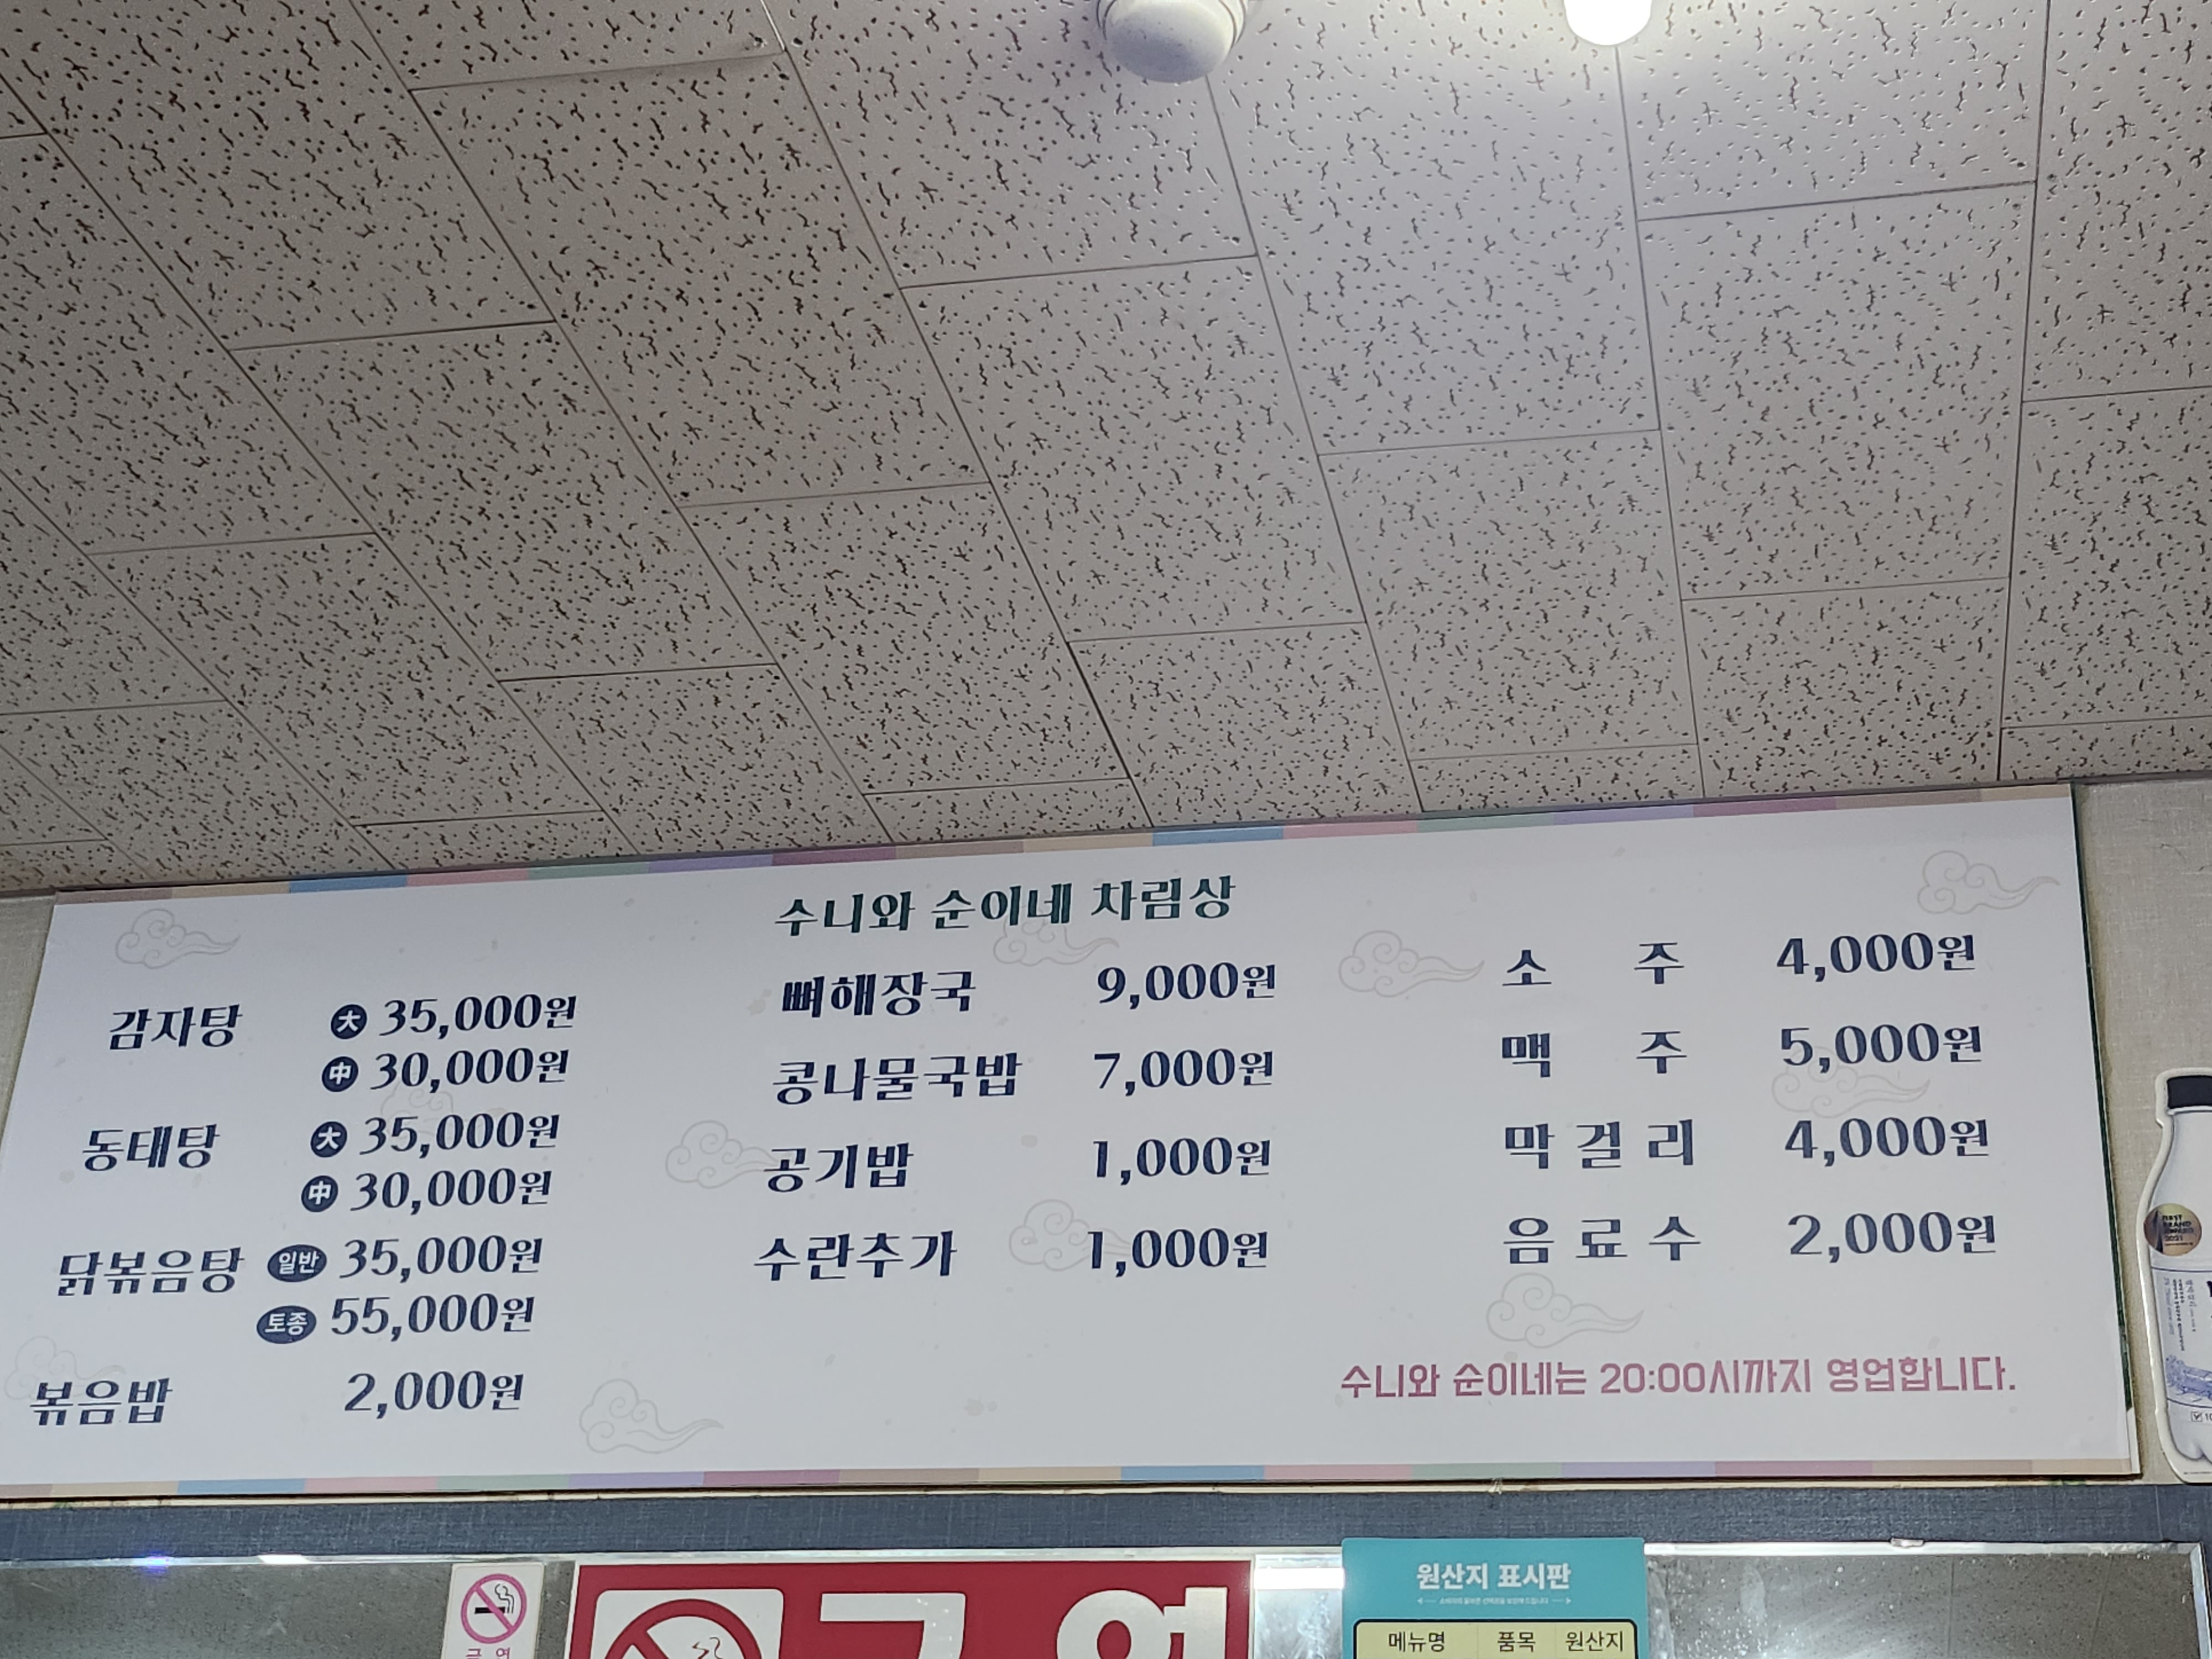 수니와 순이네 차림상
감자탕 大 35,000원
中 30,000원
동태탕 大 35,000원
中 30,000원
닭볶음탕 일반 35,000원
토종 55,000원
볶음밥 2,000원
뼈해장국 9,000원
콩나물국밥 7,000원
공기밥 1,000원
수란추가 1,000원
소 주 4,000원
맥 주 5,000원
막걸리 4,000원
음료수 2,000원
수니와 순이네는 20:00시까지 영업합니다.
원산지 표시판
메뉴명 품목 원산지